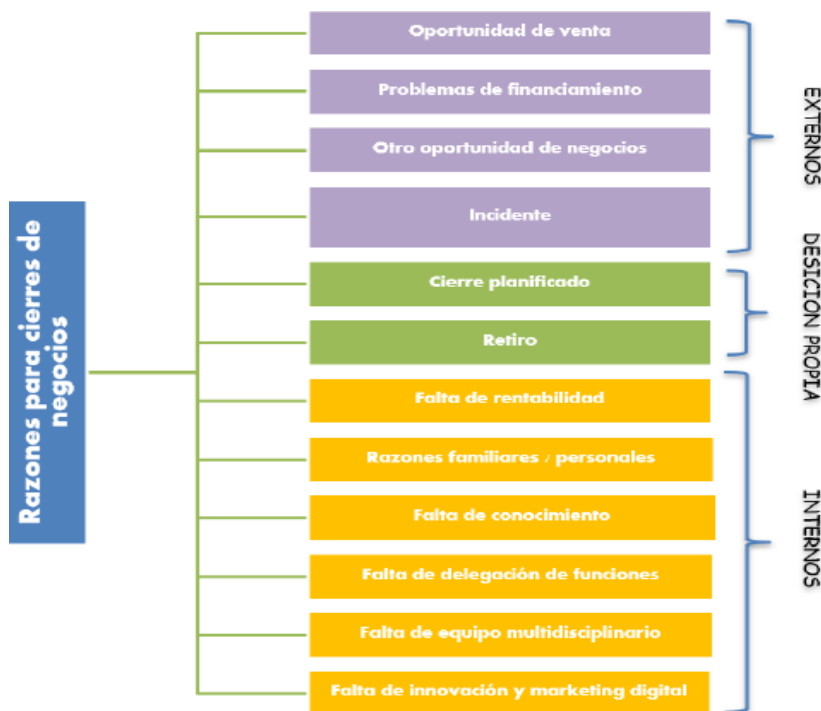 Razones para cierres de
negocios
Oportunidad de venta
Problemas de financiamiento
Otro oportunidad de negocios
Incidente
Cierre planificado
Retiro
Falta de rentabilidad
Razones familiares / personales
Falta de conocimiento
Falta de delegación de funciones
Falta de equipo multidisciplinario
Falta de innovación y marketing digital
EXTERNOS
DESICION PROPIA
INTERNOS